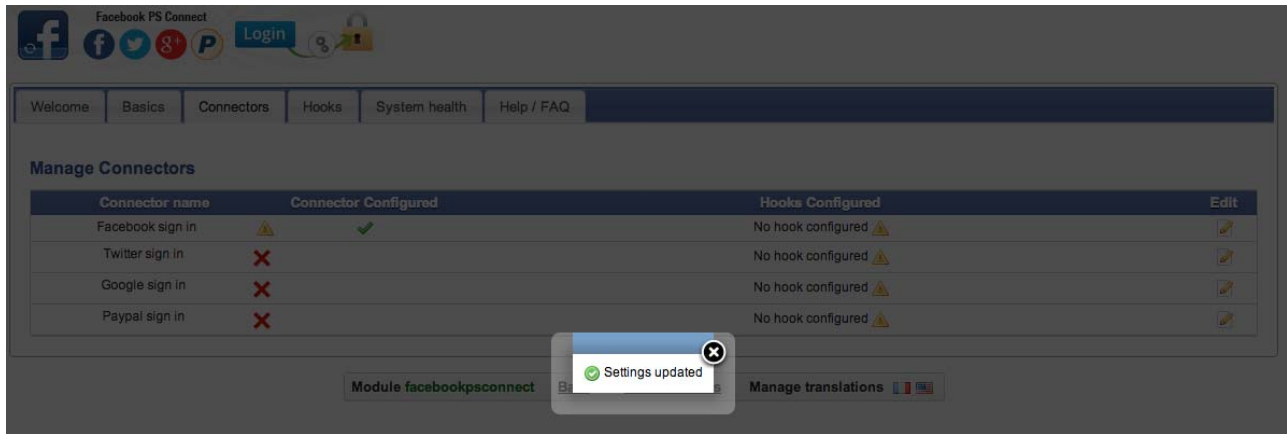 Facebook PS Connect
Login
Welcome Basics Connectors Hooks System health Help / FAQ
Manage Connectors
Connector name Connector Configured Hooks Configured Edit
Facebook sign in No hook configured
Twitter sign in No hook configured
Google sign in No hook configured
Paypal sign in No hook configured
Settings updated
Module facebookpsconnect Ba s Manage translations